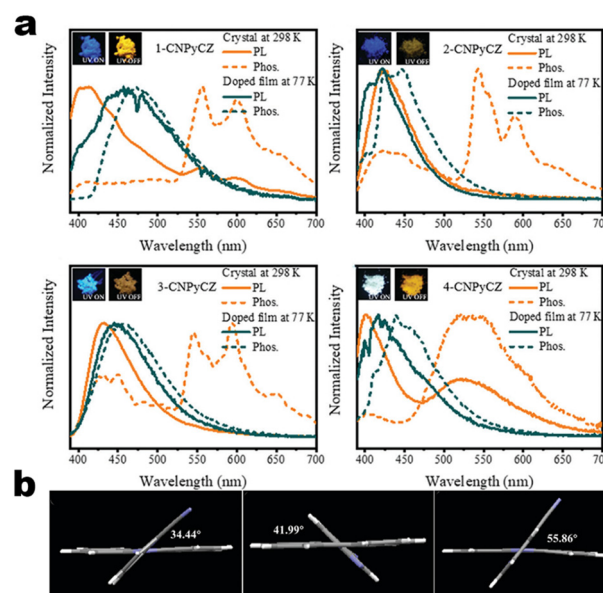 a
1-CNPyCZ
UV ON UV OFF
Crystal at 298 K
PL
Phos.
Doped film at 77 K
PL
Phos.
Normalized Intensity
400 450 500 550 600 650 700
Wavelength (nm)
2-CNPyCZ
UV ON UV OFF
Crystal at 298 K
PL
Phos.
Doped film at 77 K
PL
Phos.
Normalized Intensity
400 450 500 550 600 650 700
Wavelength (nm)
3-CNPyCZ
UV ON UV OFF
Crystal at 298 K
PL
Phos.
Doped film at 77 K
PL
Phos.
Normalized Intensity
400 450 500 550 600 650 700
Wavelength (nm)
4-CNPyCZ
UV ON UV OFF
Crystal at 298 K
PL
Phos.
Doped film at 77 K
PL
Phos.
Normalized Intensity
400 450 500 550 600 650 700
Wavelength (nm)
b
34.44°
41.99°
55.86°